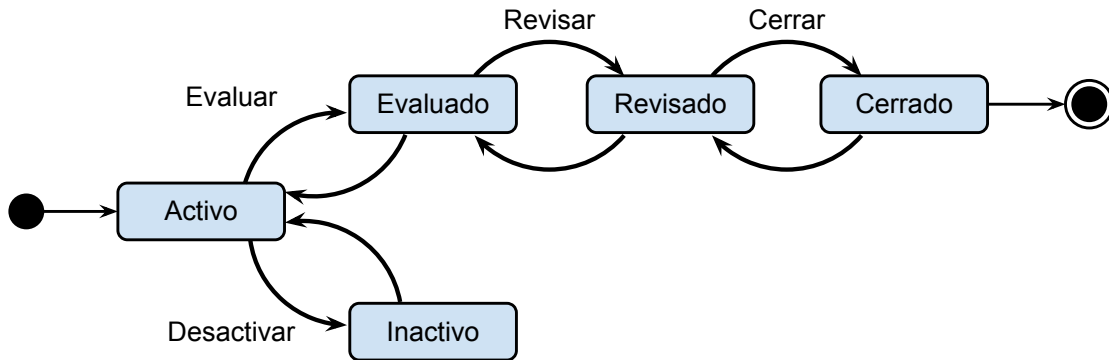 Revisar
Cerrar
Evaluar
Evaluado
Revisado
Cerrado
Activo
Desactivar
Inactivo